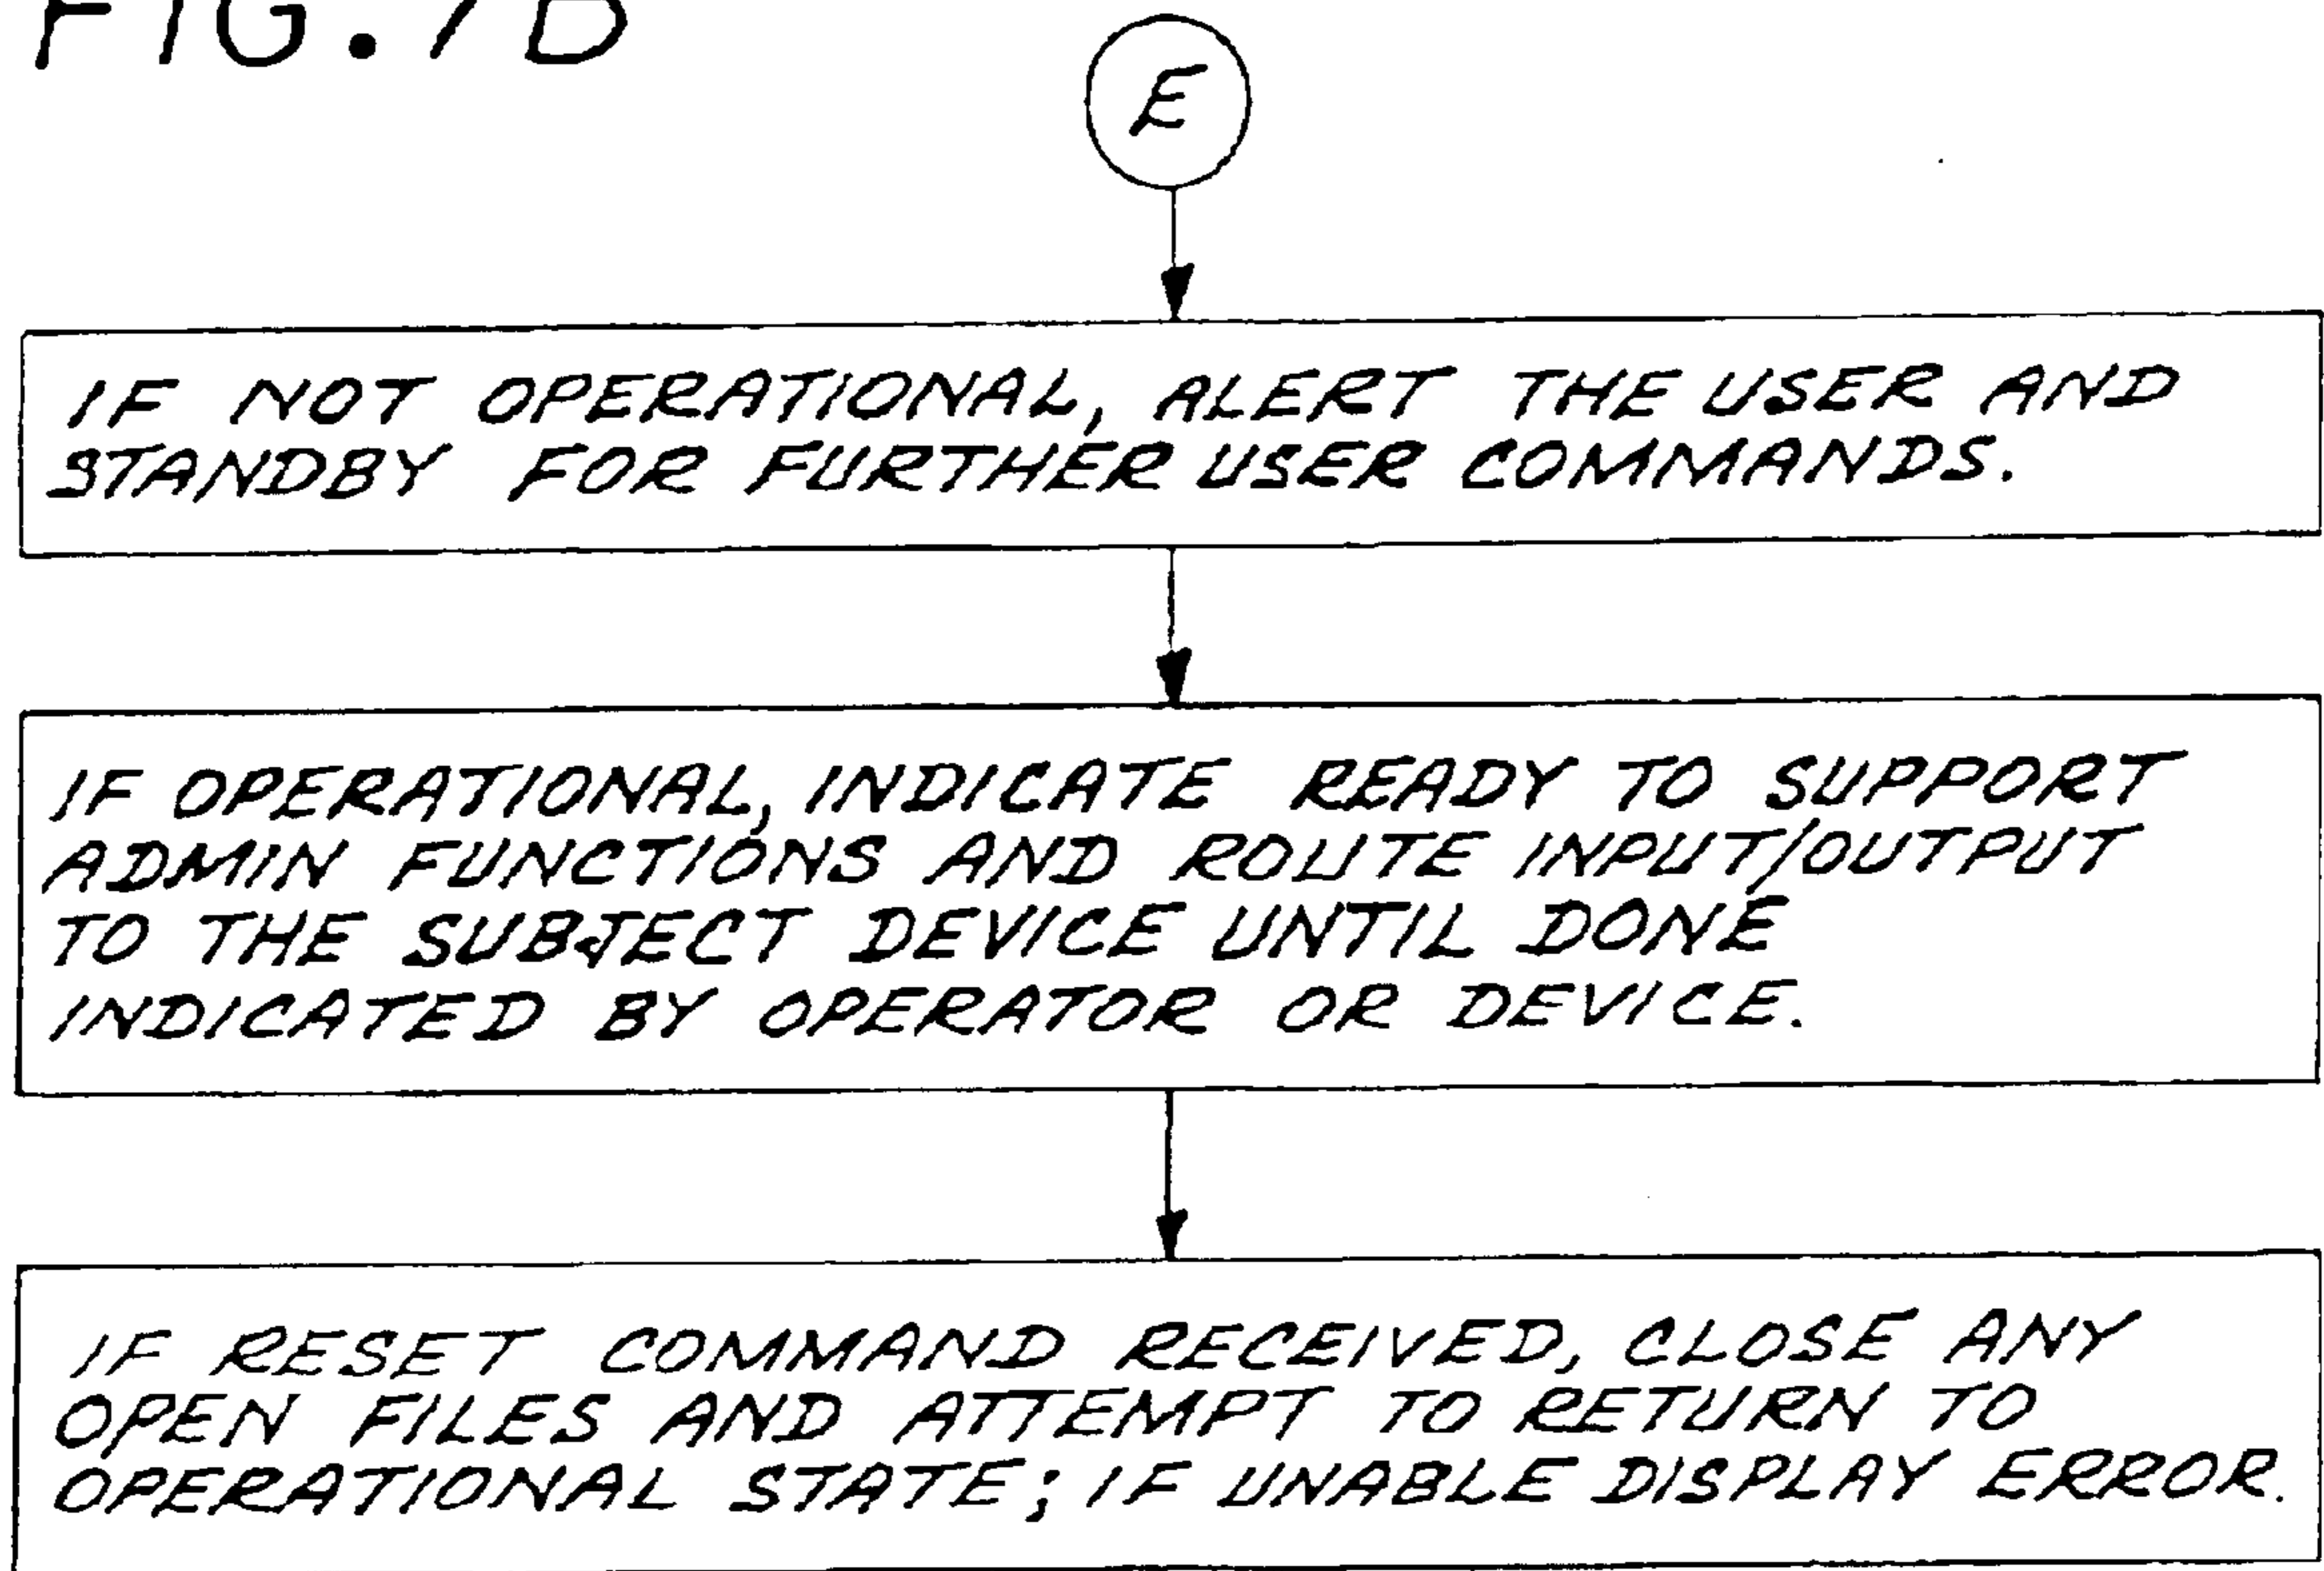 FIG. 7B
E
IF NOT OPERATIONAL, ALERT THE USER AND
STANDBY FOR FURTHER USER COMMANDS.
IF OPERATIONAL, INDICATE READY TO SUPPORT
ADMIN FUNCTIONS AND ROUTE INPUT/OUTPUT
TO THE SUBJECT DEVICE UNTIL DONE
INDICATED BY OPERATOR OR DEVICE.
IF RESET COMMAND RECEIVED, CLOSE ANY
OPEN FILES AND ATTEMPT TO RETURN TO
OPERATIONAL STATE; IF UNABLE DISPLAY ERROR.